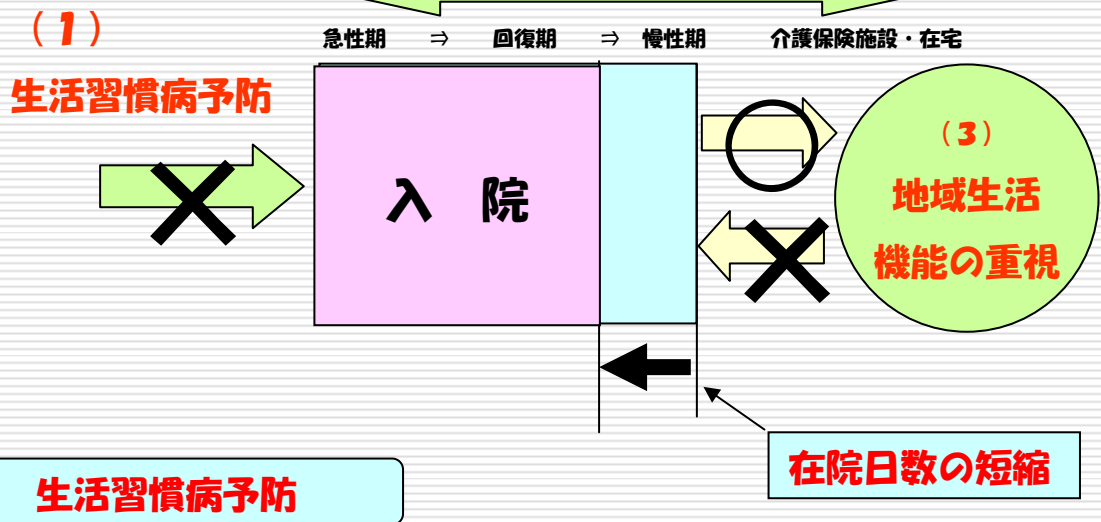 (1)
急性期 ⇒ 回復期 ⇒ 慢性期 介護保険施設・在宅
生活習慣病予防
入 院
(3)
地域生活
機能の重視
在院日数の短縮
生活習慣病予防